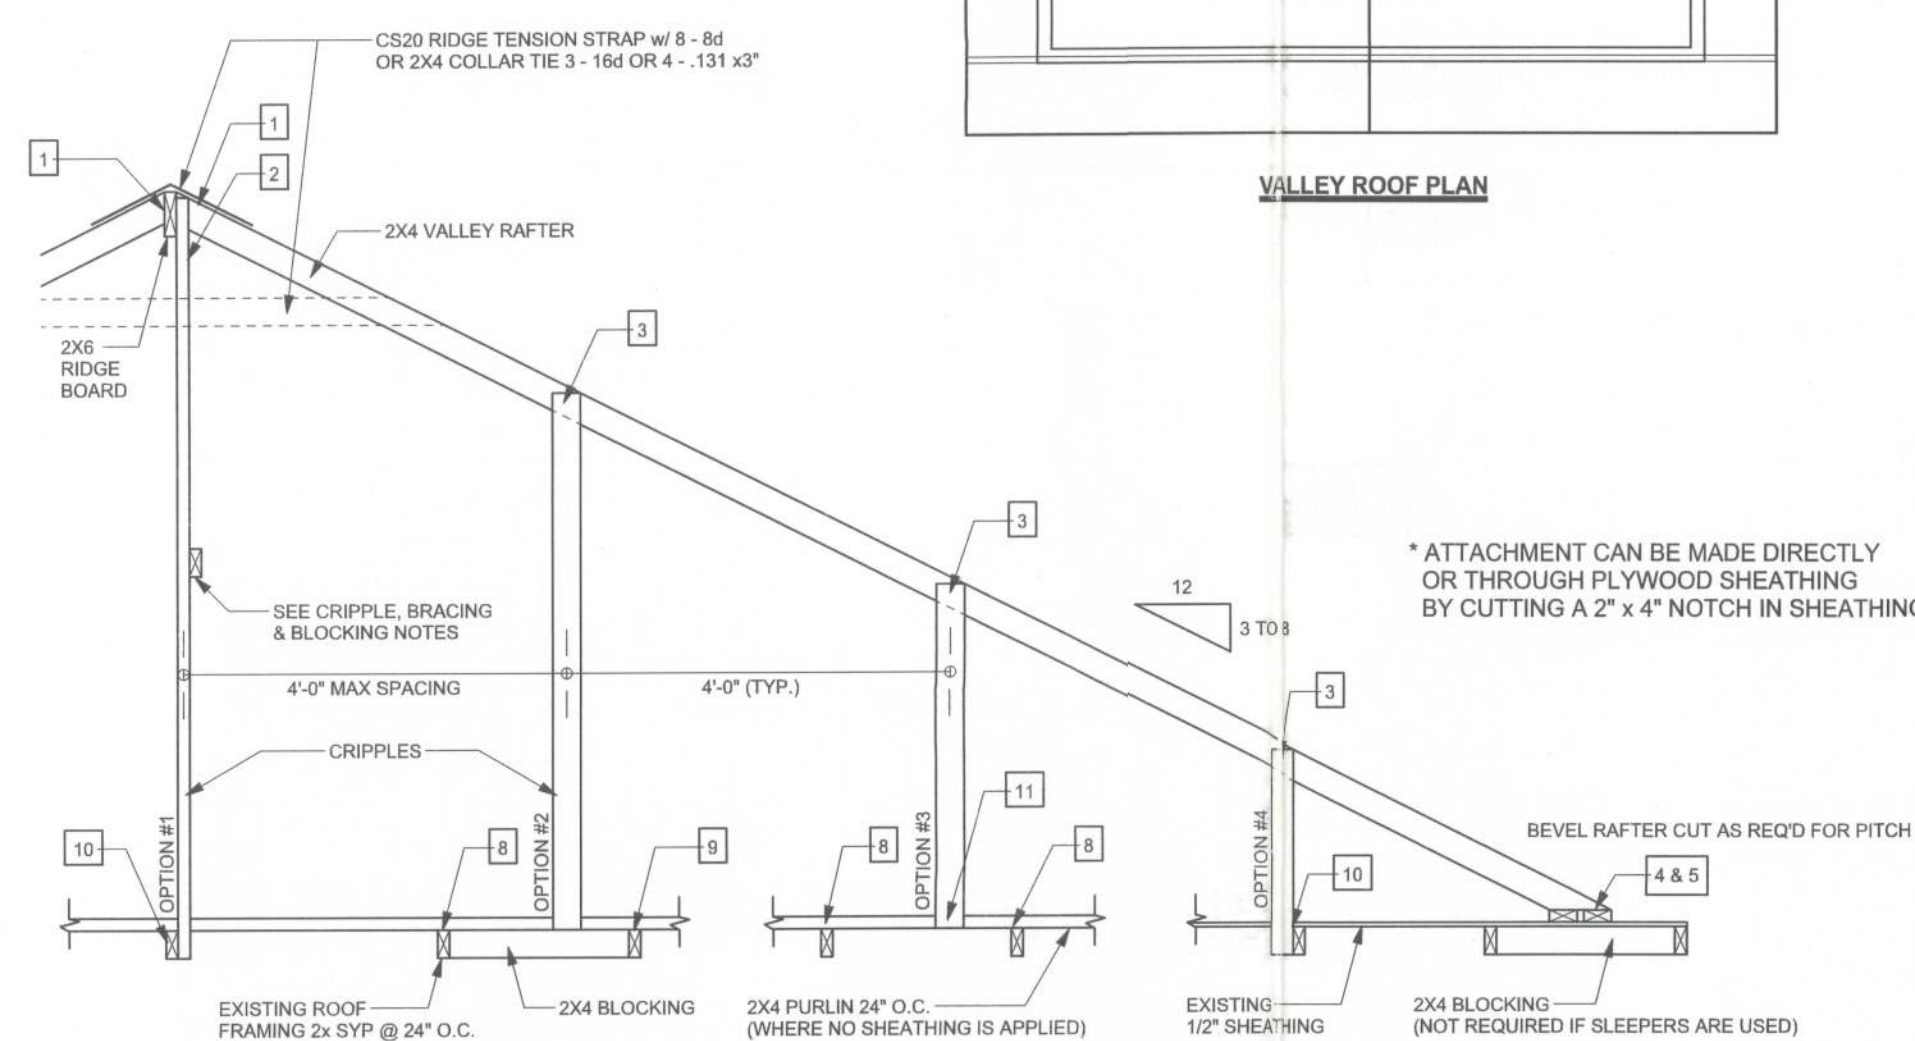 CS20 RIDGE TENSION STRAP w/ 8 - 8d
OR 2X4 COLLAR TIE 3 - 16d OR 4 - .131 x3"
1
1
2
VALLEY ROOF PLAN
2X4 VALLEY RAFTER
3
2X6
RIDGE
BOARD
3
* ATTACHMENT CAN BE MADE DIRECTLY
OR THROUGH PLYWOOD SHEATHING
BY CUTTING A 2" x 4" NOTCH IN SHEATHING
12
3 TO 8
SEE CRIPPLE, BRACING
& BLOCKING NOTES
4'-0" MAX SPACING
4'-0" (TYP.)
3
CRIPPLES
11
OPTION #1
OPTION #2
OPTION #3
OPTION #4
BEVEL RAFTER CUT AS REQ'D FOR PITCH
10
8
9
8
8
10
4 & 5
EXISTING ROOF
FRAMING 2x SYP @ 24" O.C.
2X4 BLOCKING
2X4 PURLIN 24" O.C.
(WHERE NO SHEATHING IS APPLIED)
EXISTING
1/2" SHEATHING
2X4 BLOCKING
(NOT REQUIRED IF SLEEPERS ARE USED)